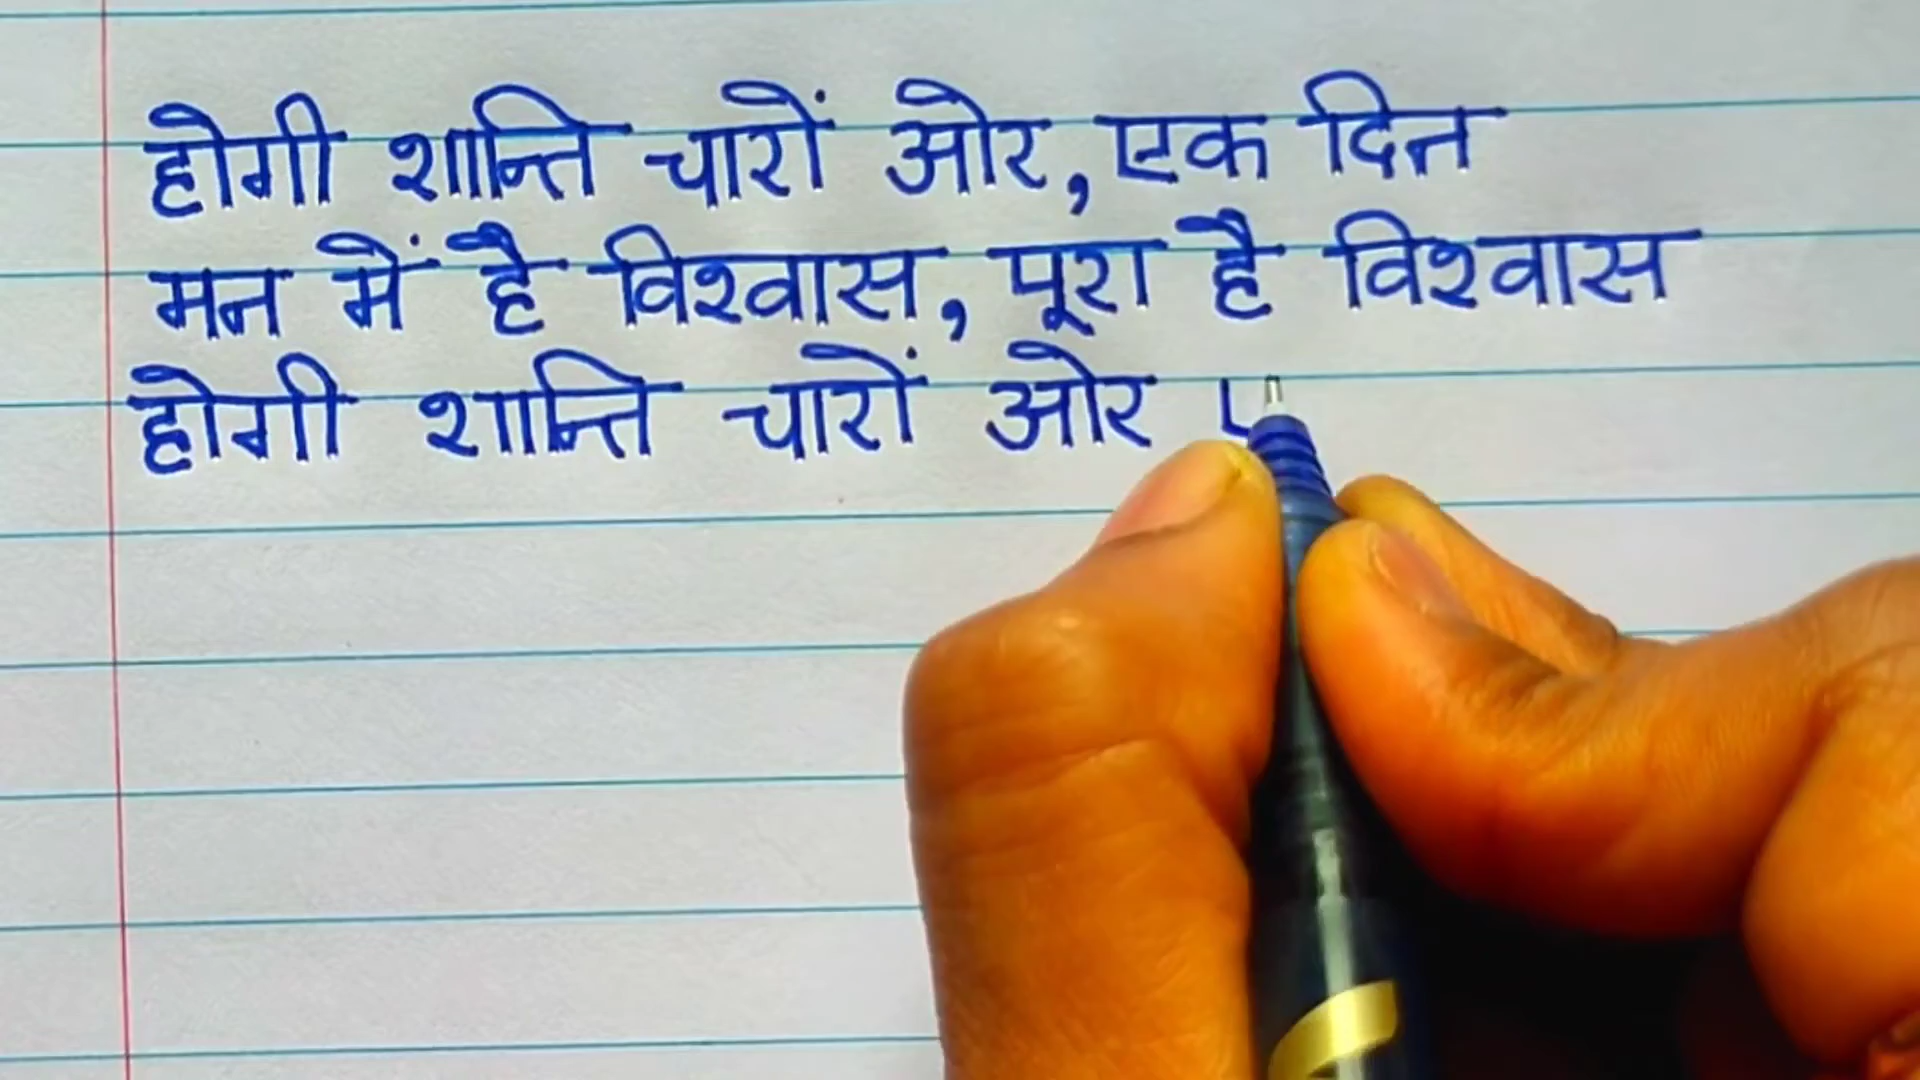 होगी शान्ति चारों ओर, एक दिन
मन में है विश्वास, पूरा है विश्वास
होगी शान्ति चारों ओर